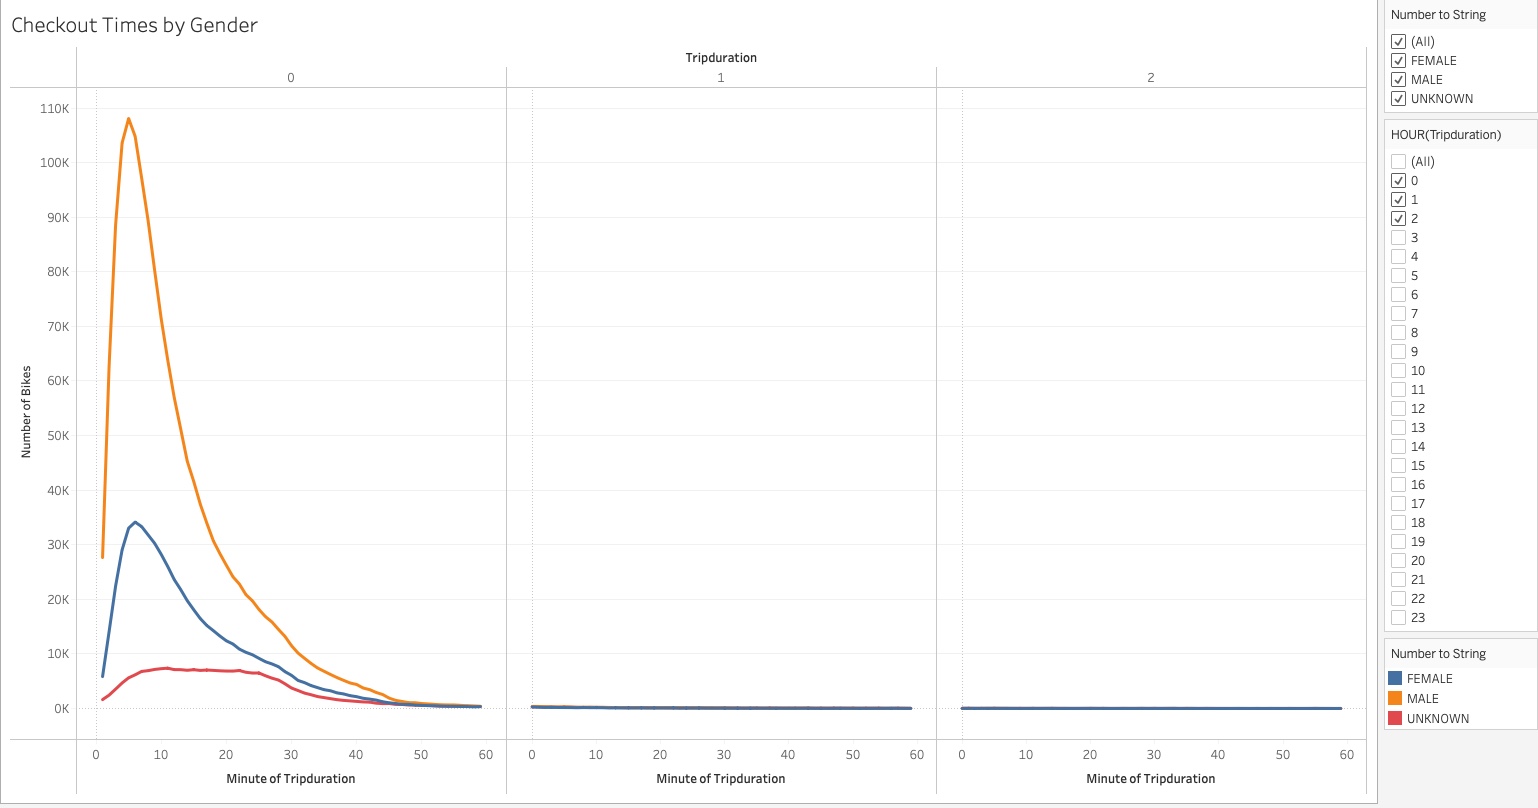 Checkout Times by Gender
Tripduration
0 1 2
110K
100K
90K
80K
70K
60K
50K
40K
30K
20K
10K
0K
Number of Bikes
0 10 20 30 40 50 60 0 10 20 30 40 50 60 0 10 20 30 40 50 60
Minute of Tripduration Minute of Tripduration Minute of Tripduration
Number to String
(All)
FEMALE
MALE
UNKNOWN
HOUR(Tripduration)
(All)
0
1
2
3
4
5
6
7
8
9
10
11
12
13
14
15
16
17
18
19
20
21
22
23
Number to String
FEMALE
MALE
UNKNOWN